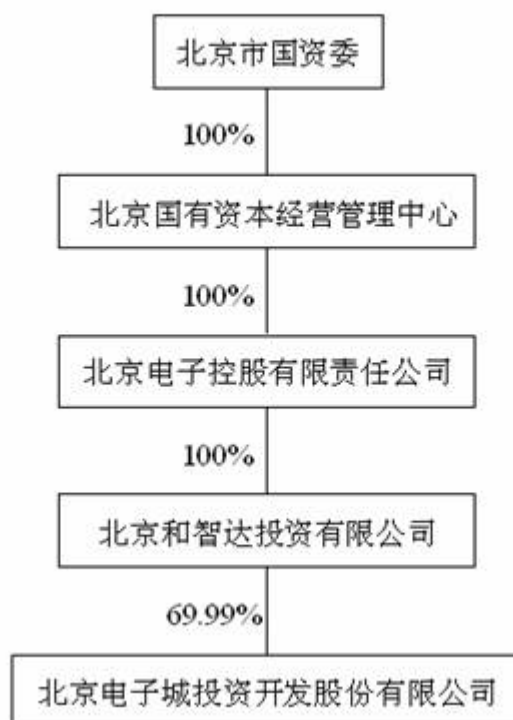 北京市国资委
100%
北京国有资本经营管理中心
100%
北京电子控股有限责任公司
100%
北京和智达投资有限公司
69.99%
北京电子城投资开发股份有限公司